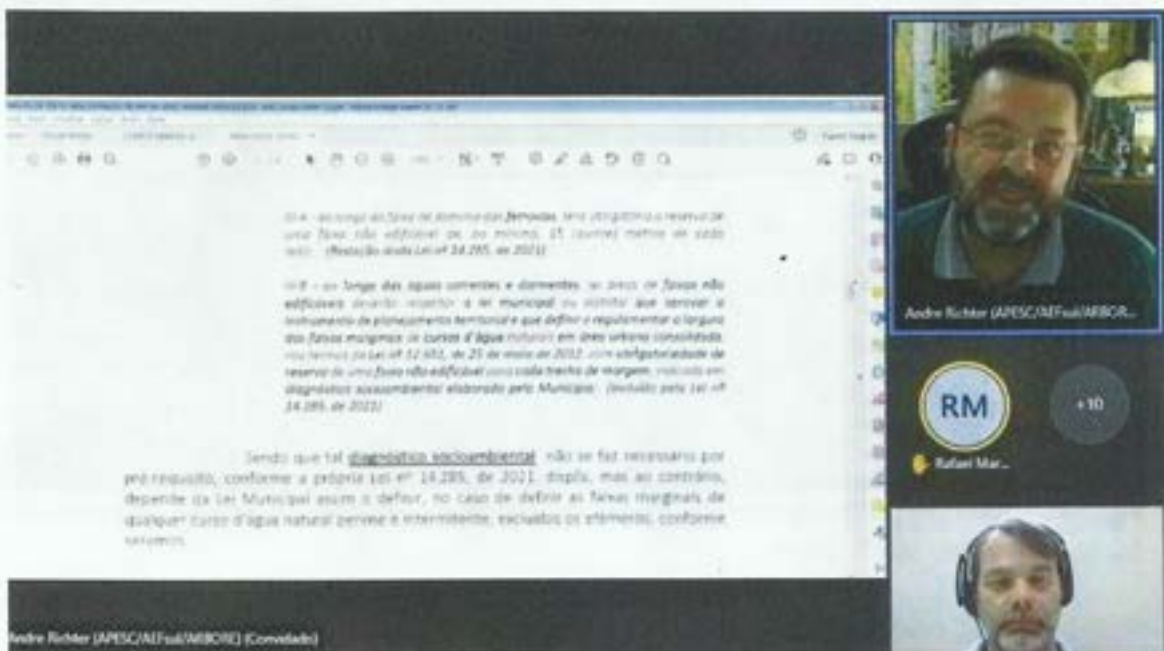 III-A - ao longo da faixa de domínio das ferrovias, será obrigatória a reserva de
uma faixa não edificável de, no mínimo, 15 (quinze) metros de cada
lado; (Redação dada Lei nº 14.285, de 2021)
III-B - ao longo das águas correntes e dormentes, as áreas de faixas não
edificáveis deverão respeitar a lei municipal ou distrital que aprovar o
instrumento de planejamento territorial e que definir e regulamentar a largura
das faixas marginais de cursos d'água naturais em área urbana consolidada,
nos termos da Lei nº 12.651, de 25 de maio de 2012, com obrigatoriedade de
reserva de uma faixa não edificável para cada trecho de margem, indicada em
diagnóstico socioambiental elaborado pelo Município. (Incluído pela Lei nº
14.285, de 2021)
Sendo que tal diagnóstico socioambiental não se faz necessário por
pré-requisito, conforme a própria Lei nº 14.285, de 2021, dispõs, mas ao contrário,
depende da Lei Municipal assim o definir, no caso de definir as faixas marginais de
qualquer curso d'água natural perene e intermitente, excluídos os efêmeros, conforme
veremos.
Andre Richter (APESC/AEFsul/ARBOR...
RM
+10
Rafael Mar...
Andre Richter (APESC/AEFsul/ARBORE) (Convidado)